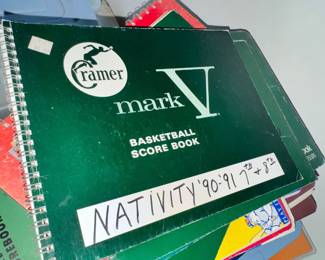 Cramer
mark V
BASKETBALL
SCORE BOOK
NATIVITY '90-'91 7TH + 8TH